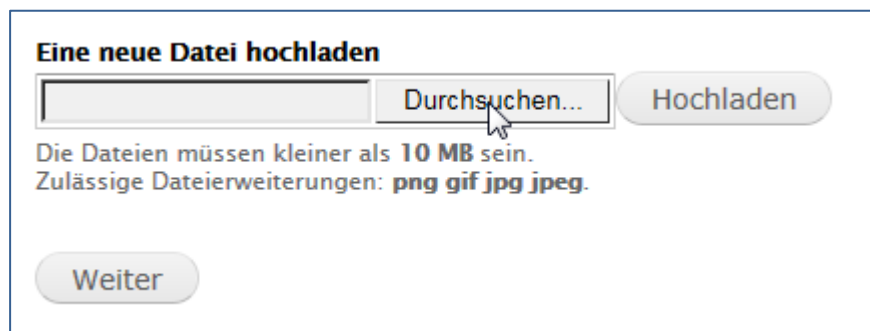 Eine neue Datei hochladen
Durchsuchen... Hochladen
Die Dateien müssen kleiner als 10 MB sein.
Zulässige Dateierweiterungen: png gif jpg jpeg.
Weiter